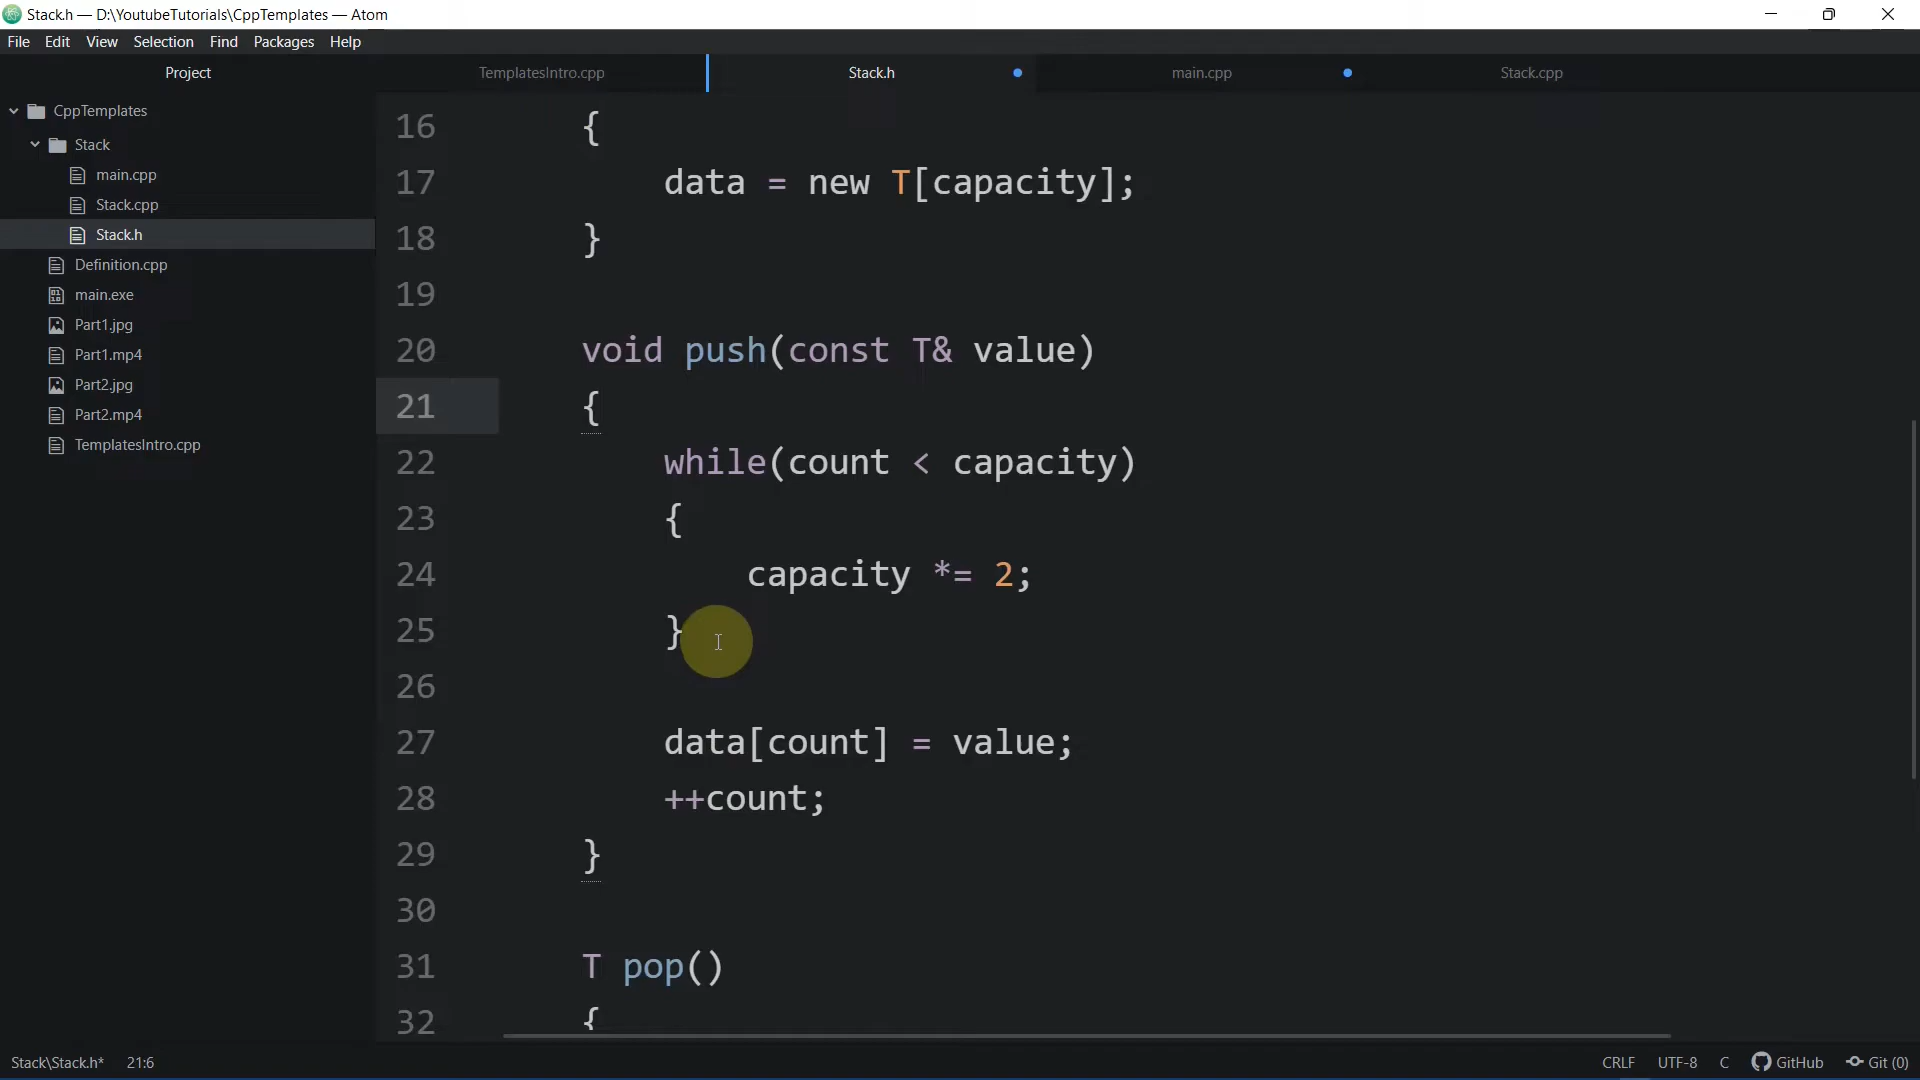 Stack.h — D:\YoutubeTutorials\CppTemplates — Atom
File Edit View Selection Find Packages Help
Project
TemplatesIntro.cpp Stack.h main.cpp Stack.cpp
CppTemplates
Stack
main.cpp
Stack.cpp
Stack.h
Definition.cpp
main.exe
Part1.jpg
Part1.mp4
Part2.jpg
Part2.mp4
TemplatesIntro.cpp
16 {
17 data = new T[capacity];
18 }
19
20 void push(const T& value)
21 {
22 while(count < capacity)
23 {
24 capacity *= 2;
25 }
26
27 data[count] = value;
28 ++count;
29 }
30
31 T pop()
32 {
Stack\Stack.h* 21:6 CRLF UTF-8 C GitHub Git (0)